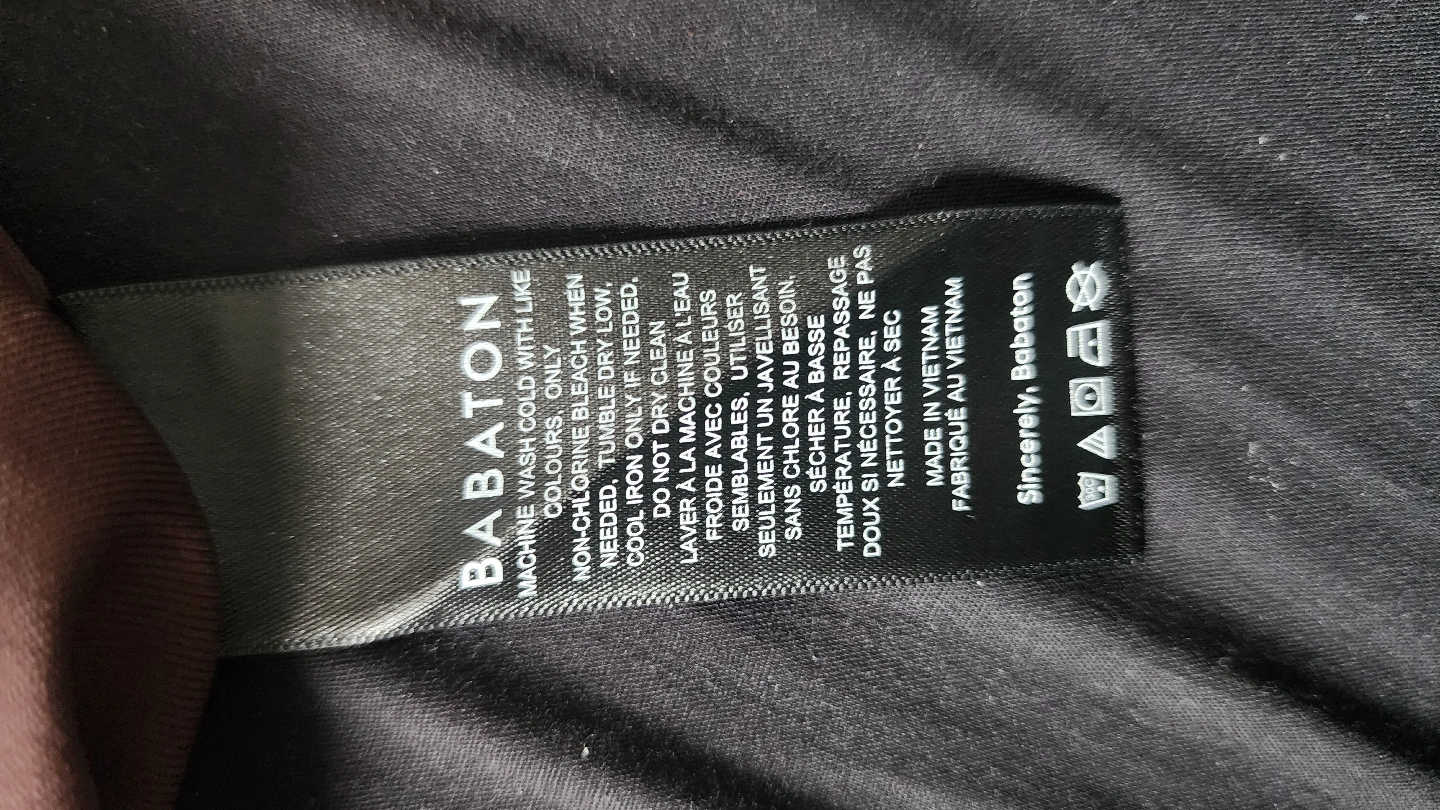 BABATON
MACHINE WASH COLD WITH LIKE
COLOURS, ONLY
NON-CHLORINE BLEACH WHEN
NEEDED, TUMBLE DRY LOW,
COOL IRON ONLY IF NEEDED,
DO NOT DRY CLEAN
LAVER À LA MACHINE À L'EAU
FROIDE AVEC COULEURS
SEMBLABLES, UTILISER
SEULEMENT UN JAVELLISANT
SANS CHLORE AU BESOIN,
SÉCHER À BASSE
TEMPÉRATURE, REPASSAGE
DOUX SI NÉCESSAIRE, NE PAS
NETTOYER À SEC
MADE IN VIETNAM
FABRIQUÉ AU VIETNAM
Sincerely, Babaton
30C